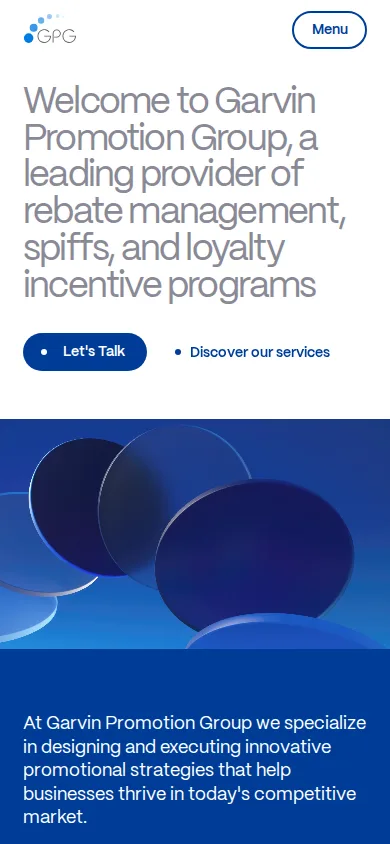 GPG
Menu
Welcome to Garvin
Promotion Group, a
leading provider of
rebate management,
spiffs, and loyalty
incentive programs
Let's Talk
Discover our services
At Garvin Promotion Group we specialize
in designing and executing innovative
promotional strategies that help
businesses thrive in today's competitive
market.